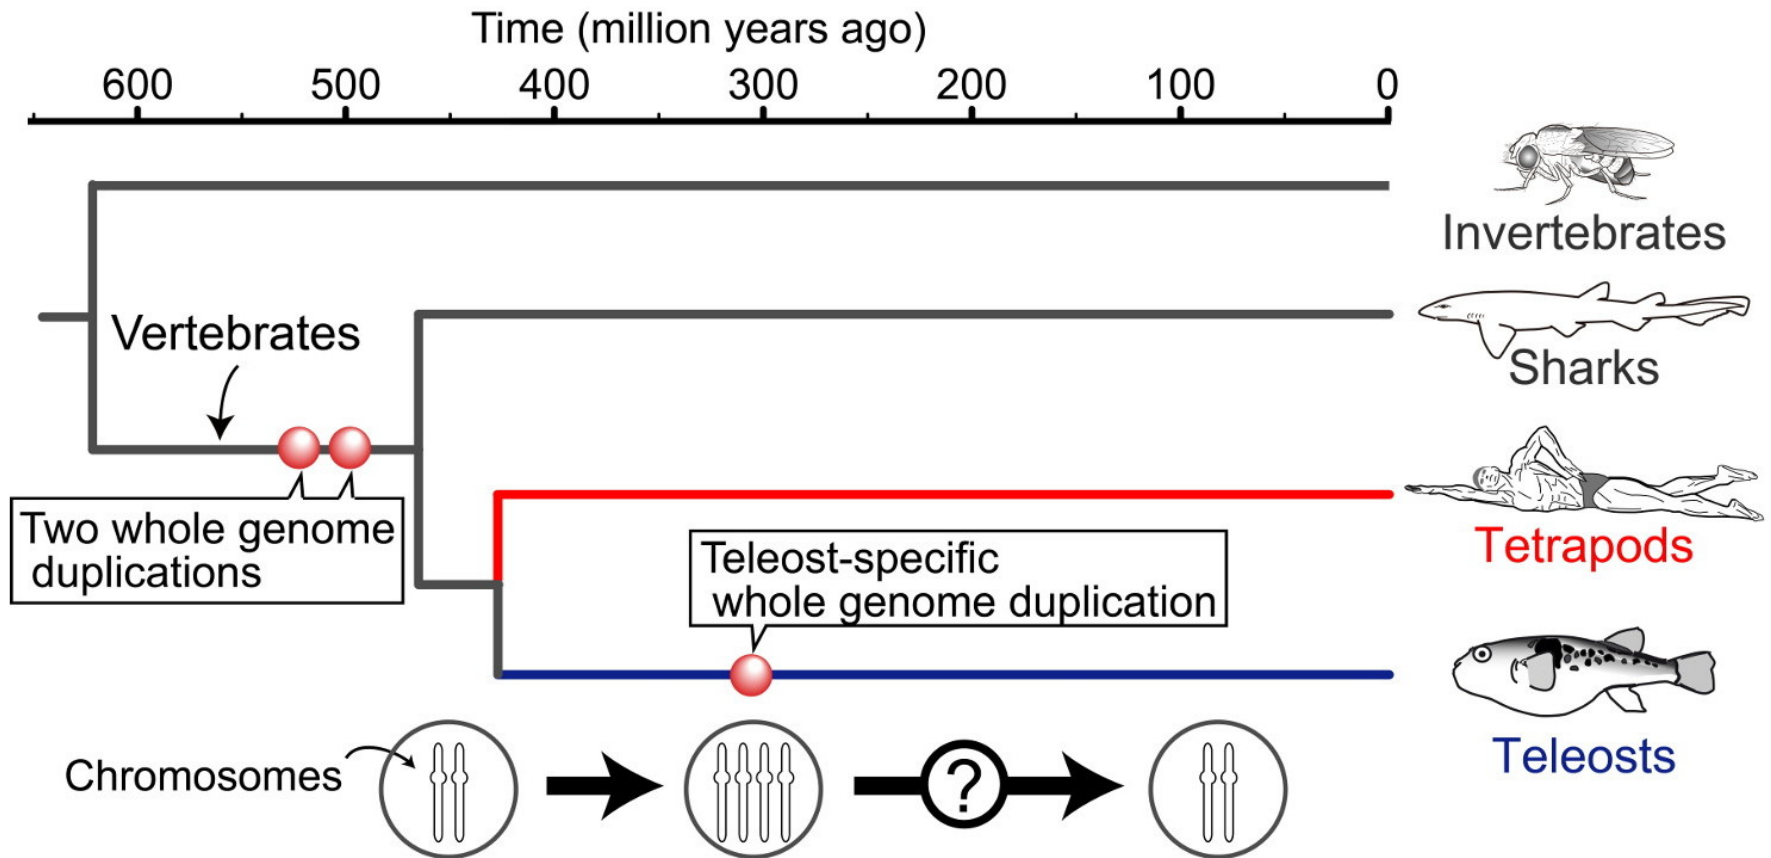 Time (million years ago)
600 500 400 300 200 100 0
Invertebrates
Vertebrates
Sharks
Two whole genome
duplications
Tetrapods
Teleost-specific
whole genome duplication
Teleosts
Chromosomes
?